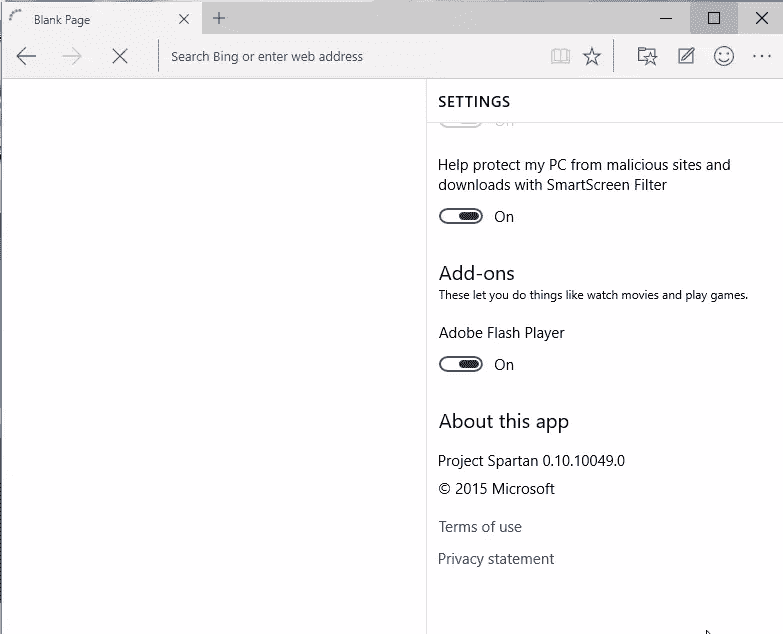 Blank Page
Search Bing or enter web address
SETTINGS
On
Help protect my PC from malicious sites and
downloads with SmartScreen Filter
On
Add-ons
These let you do things like watch movies and play games.
Adobe Flash Player
On
About this app
Project Spartan 0.10.10049.0
© 2015 Microsoft
Terms of use
Privacy statement